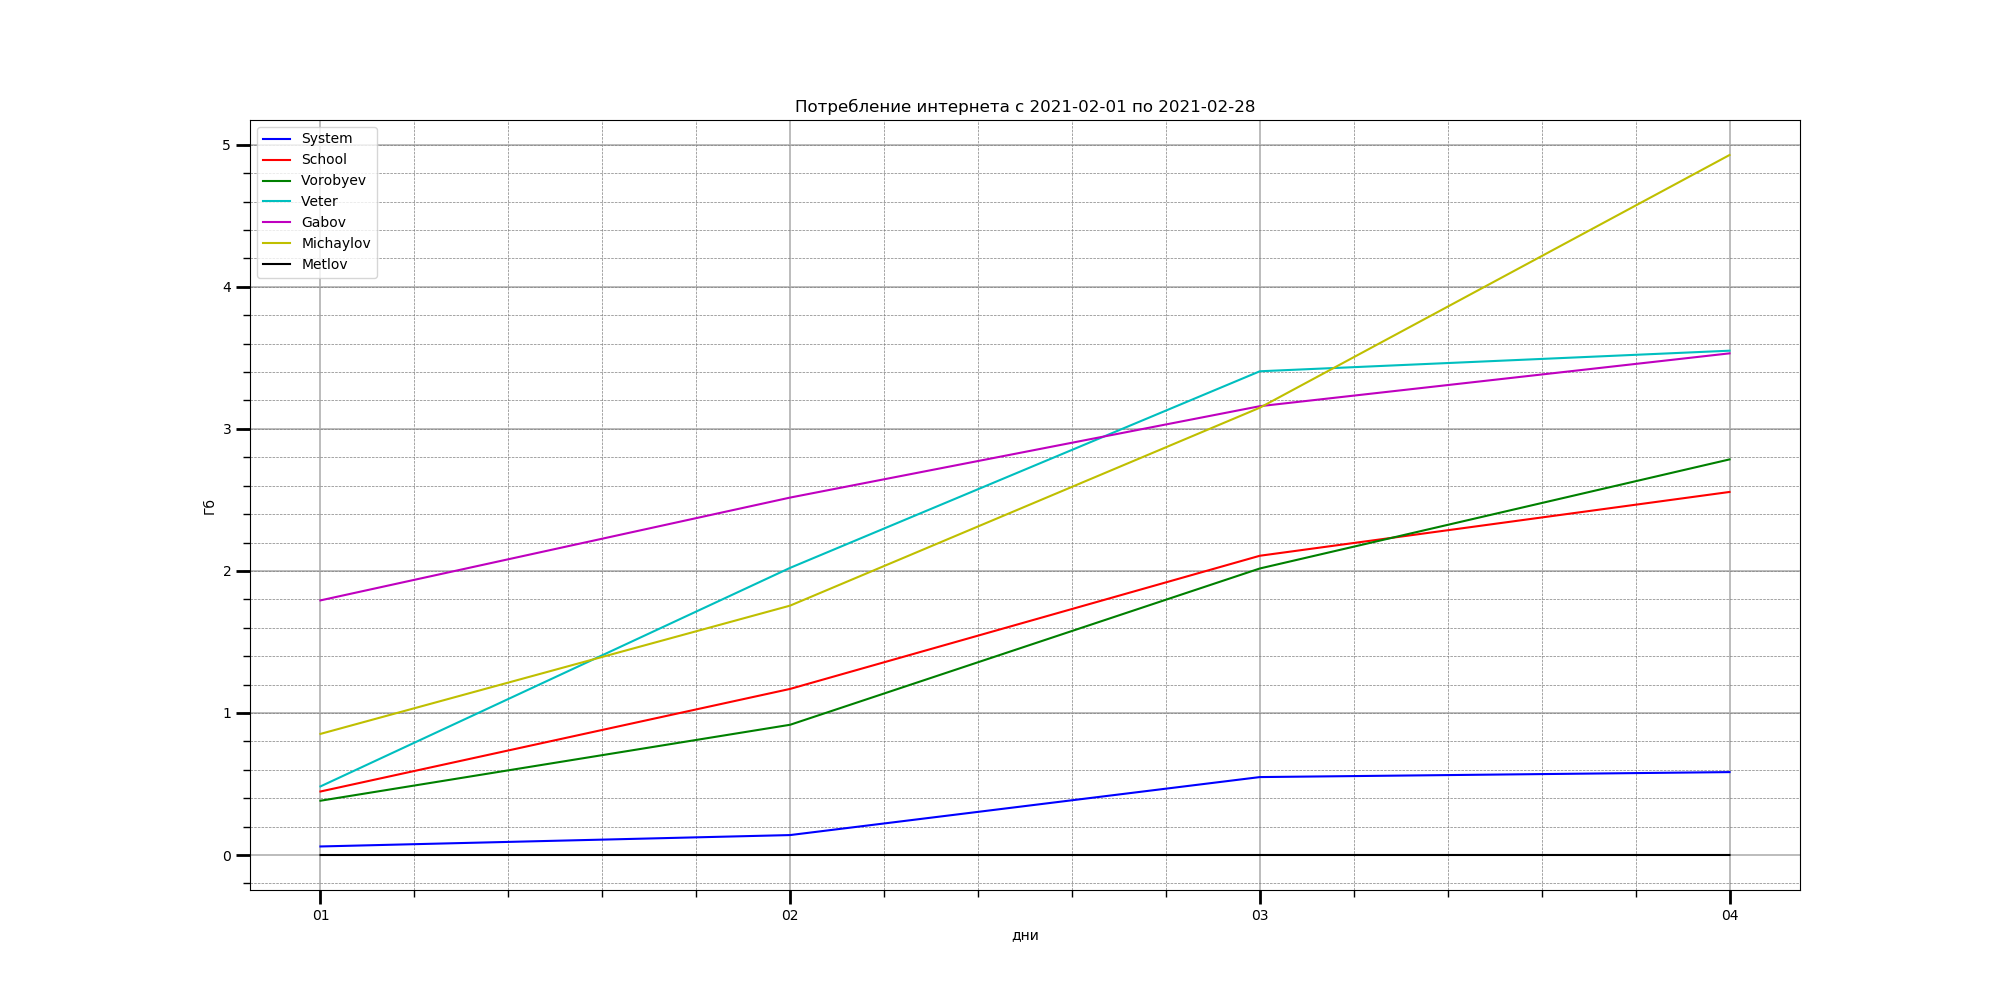 Потребление интернета с 2021-02-01 по 2021-02-28
System
School
Vorobyev
Veter
Gabov
Michaylov
Metlov
5
4
3
2
1
0
Гб
01 02 03 04
дни